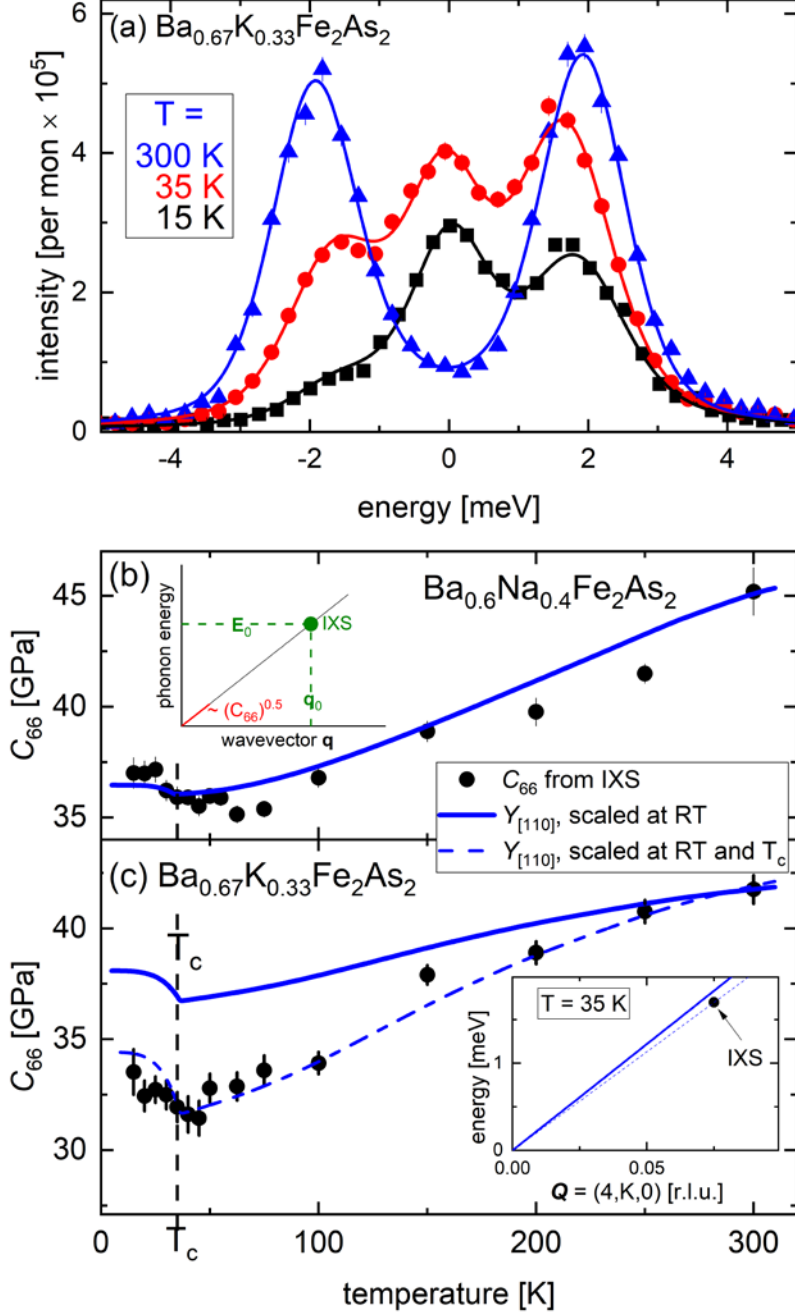 (a) Ba0.67K0.33Fe2As2
T =
300 K
35 K
15 K
6
4
2
0
intensity [per mon × 10⁵]
-4 -2 0 2 4
energy [meV]
(b)
Ba0.6Na0.4Fe2As2
phonon energy
E0
IXS
q0
~ (C66)^0.5
wavevector q
45
40
35
C66 [GPa]
C66 from IXS
Y[110], scaled at RT
Y[110], scaled at RT and Tc
(c) Ba0.67K0.33Fe2As2
Tc
40
35
30
C66 [GPa]
T = 35 K
IXS
energy [meV]
1
0
0.00 0.05
Q = (4,K,0) [r.l.u.]
0 Tc 100 200 300
temperature [K]